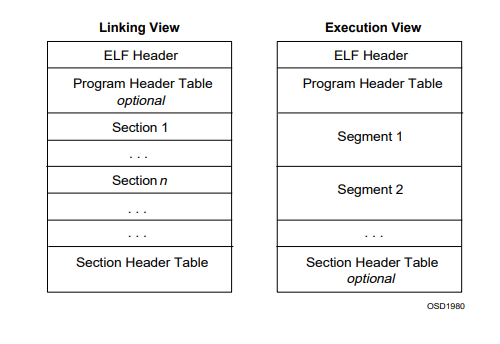 Linking View
ELF Header
Program Header Table
optional
Section 1
. . .
Section n
. . .
. . .
Section Header Table
Execution View
ELF Header
Program Header Table
Segment 1
Segment 2
. . .
Section Header Table
optional
OSD1980